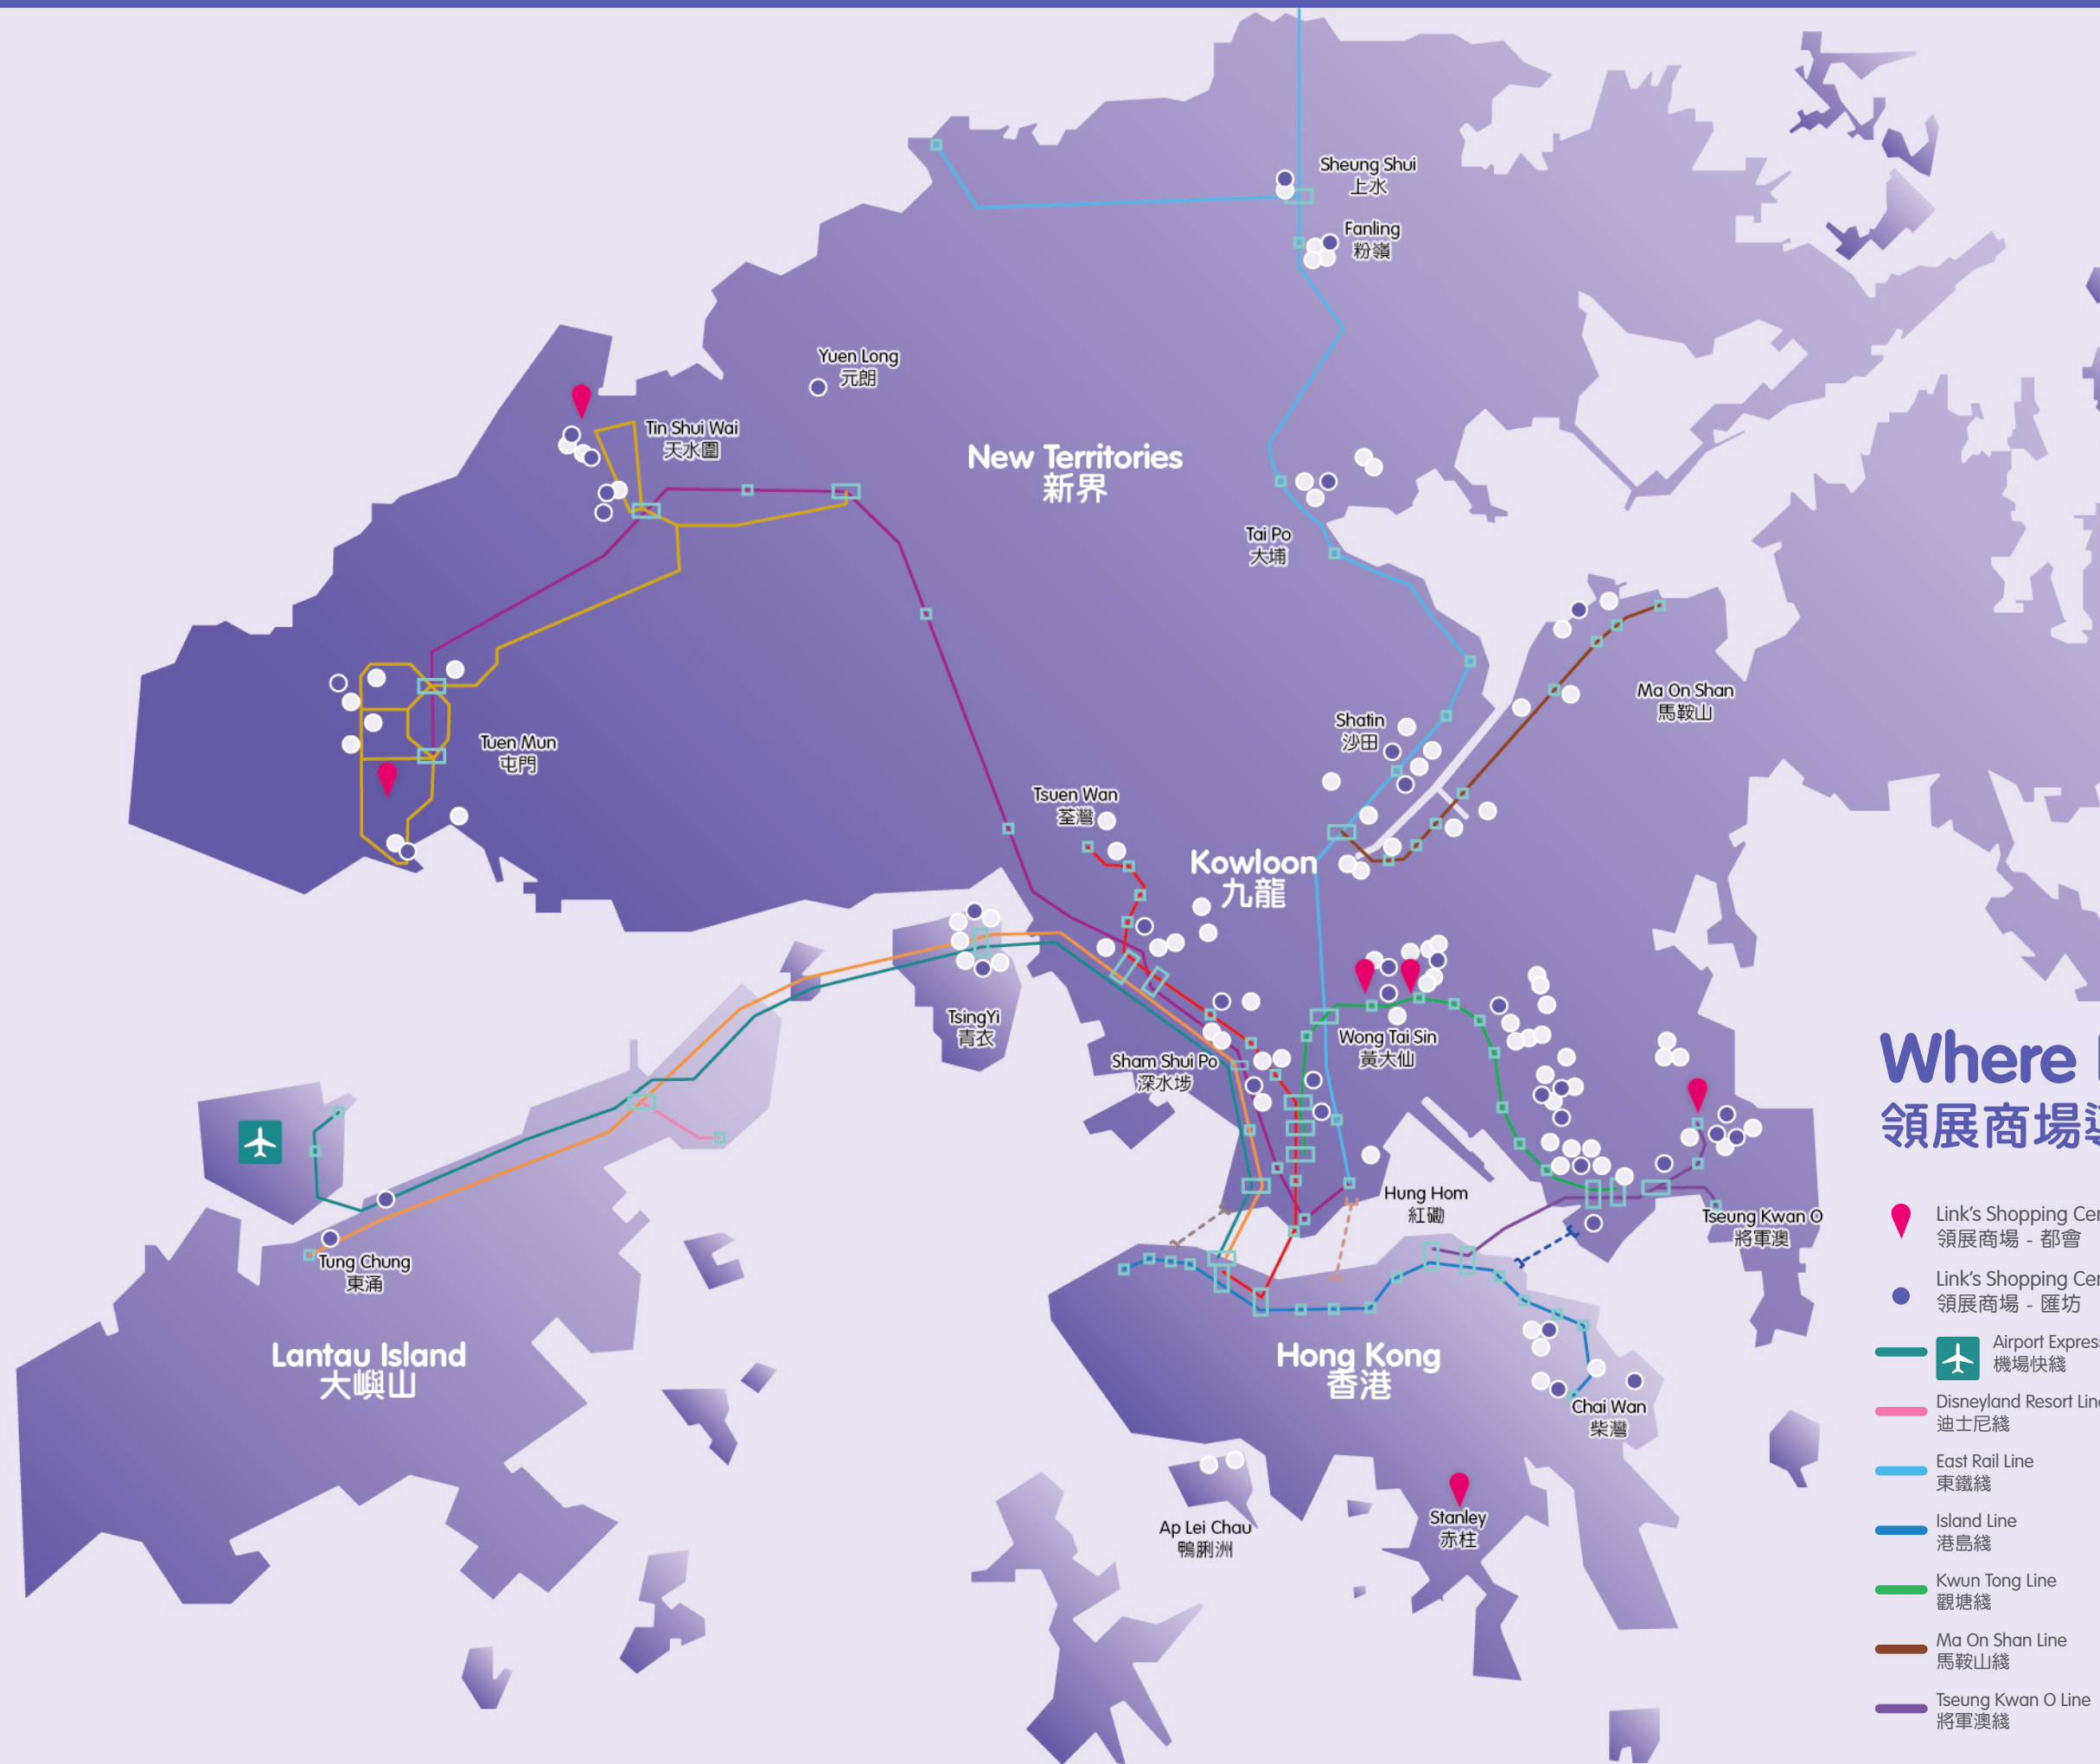 Sheung Shui
上水
Fanling
粉嶺
Yuen Long
元朗
Tin Shui Wai
天水圍
New Territories
新界
Tai Po
大埔
Ma On Shan
馬鞍山
Shatin
沙田
Tuen Mun
屯門
Tsuen Wan
荃灣
Kowloon
九龍
TsingYi
青衣
Wong Tai Sin
黃大仙
Sham Shui Po
深水埗
Hung Hom
紅磡
Tseung Kwan O
將軍澳
Tung Chung
東涌
Lantau Island
大嶼山
Hong Kong
香港
Chai Wan
柴灣
Ap Lei Chau
鴨脷洲
Stanley
赤柱
Where
領展商場
Link's Shopping Cen
領展商場 - 都會
Link's Shopping Cen
領展商場 - 匯坊
Airport Express
機場快綫
Disneyland Resort Line
迪士尼綫
East Rail Line
東鐵綫
Island Line
港島綫
Kwun Tong Line
觀塘綫
Ma On Shan Line
馬鞍山綫
Tseung Kwan O Line
將軍澳綫